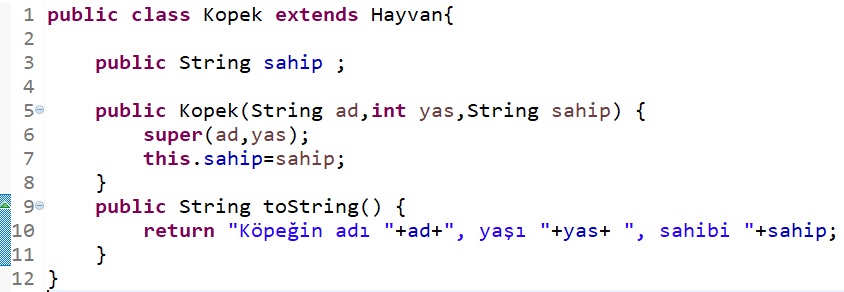 1 public class Kopek extends Hayvan{
2
3     public String sahip ;
4
5     public Kopek(String ad,int yas,String sahip) {
6         super(ad,yas);
7         this.sahip=sahip;
8     }
9     public String toString() {
10         return "Köpeğin adı "+ad+", yaşı "+yas+ ", sahibi "+sahip;
11     }
12 }